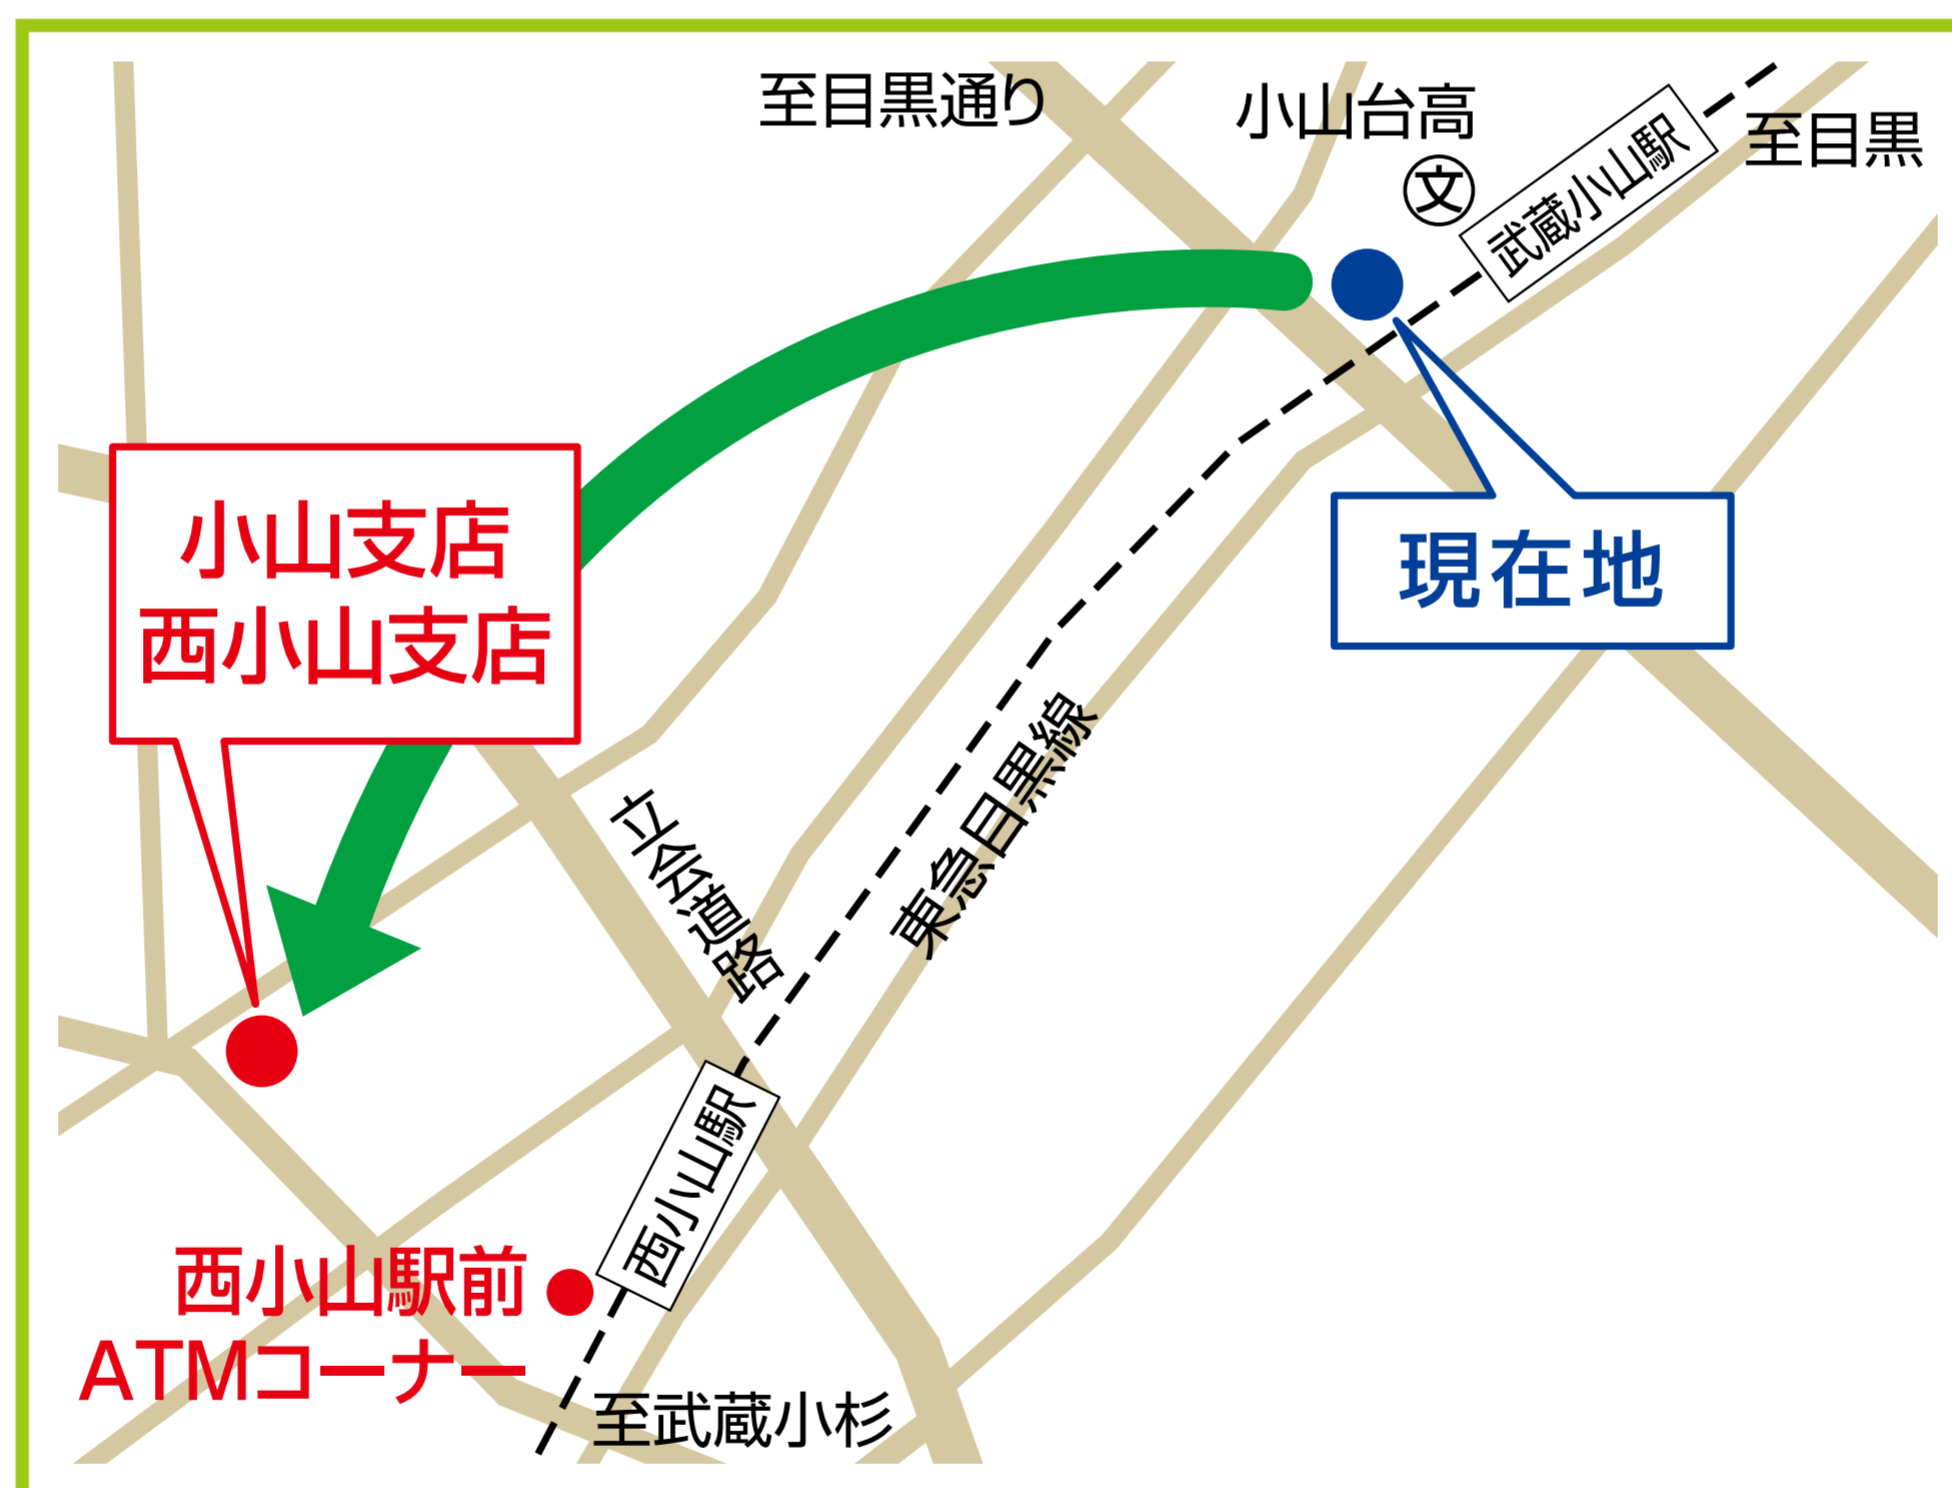 至目黒通り
小山台高
文
武蔵小山駅
至目黒
小山支店
西小山支店
現在地
立会道路
東急目黒線
西小山駅
西小山駅前
ATMコーナー
至武蔵小杉